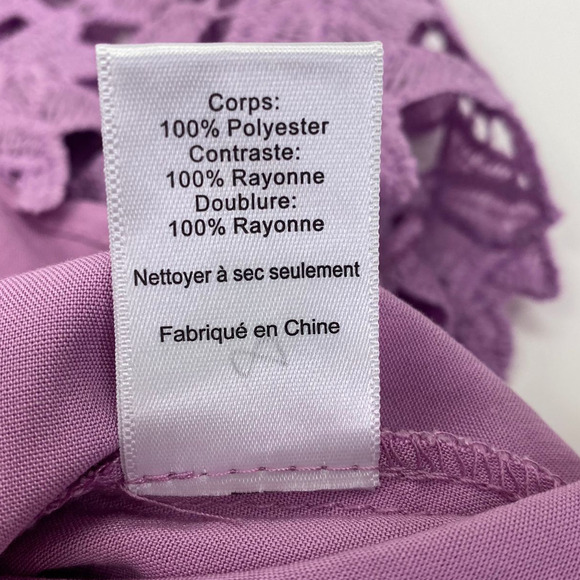 Corps:
100% Polyester
Contraste:
100% Rayonne
Doublure:
100% Rayonne
Nettoyer à sec seulement
Fabriqué en Chine